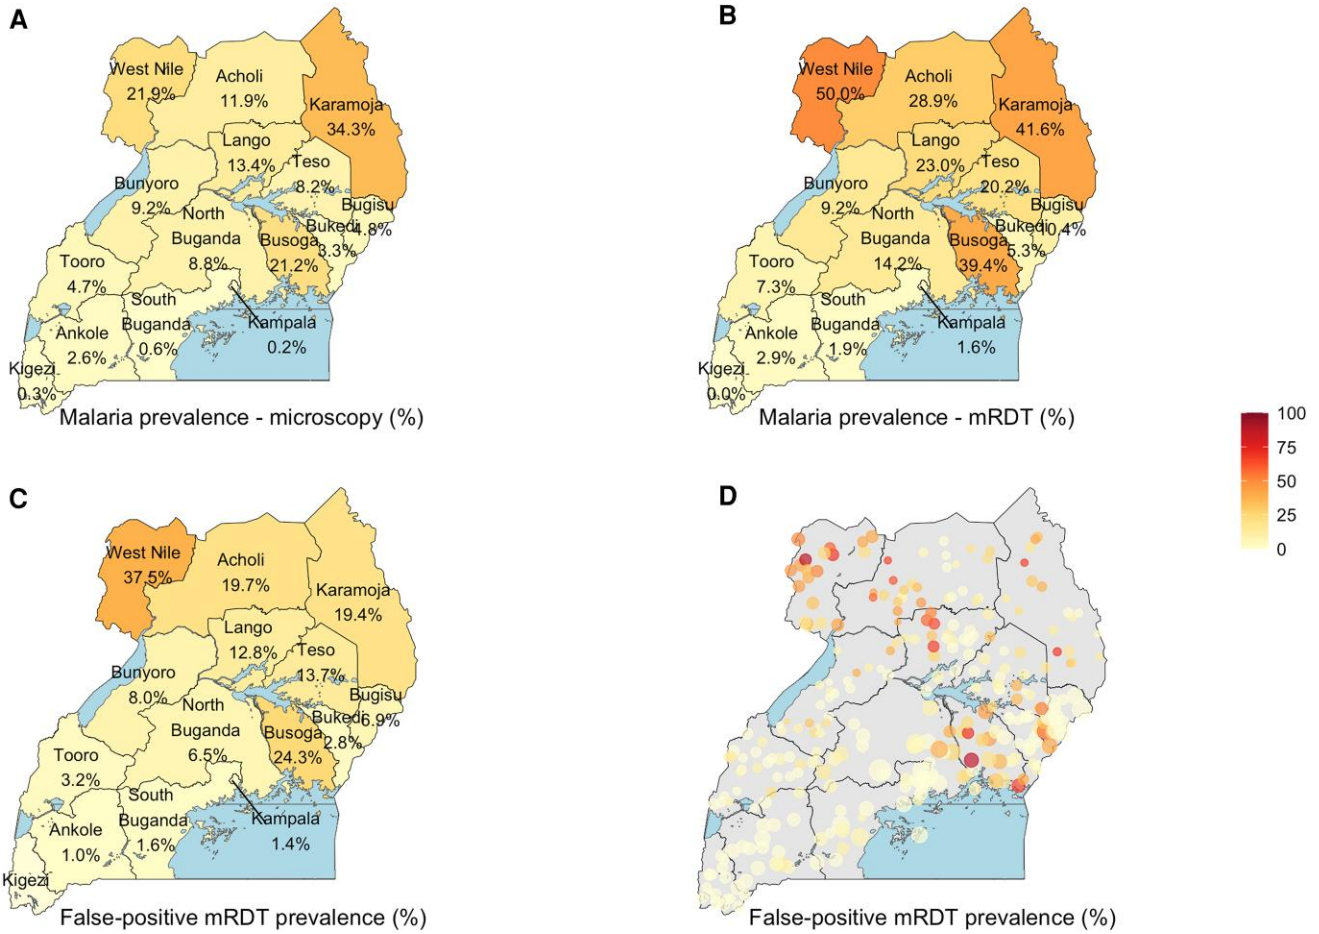 A
West Nile
21.9%
Acholi
11.9%
Karamoja
34.3%
Lango
13.4%
Teso
8.2%
Bunyoro
9.2%
North
Buganda
8.8%
Busoga
21.2%
Bukedi
3.3%
Bugisu
4.8%
Tooro
4.7%
South
Buganda
0.6%
Ankole
2.6%
Kampala
0.2%
Kigezi
0.3%
Malaria prevalence - microscopy (%)
B
West Nile
50.0%
Acholi
28.9%
Karamoja
41.6%
Lango
23.0%
Teso
20.2%
Bunyoro
9.2%
North
Buganda
14.2%
Busoga
39.4%
Bukedi
5.3%
Bugisu
10.4%
Tooro
7.3%
South
Buganda
1.9%
Ankole
2.9%
Kampala
1.6%
Kigezi
0.0%
Malaria prevalence - mRDT (%)
100
75
50
25
0
C
West Nile
37.5%
Acholi
19.7%
Karamoja
19.4%
Lango
12.8%
Teso
13.7%
Bunyoro
8.0%
North
Buganda
6.5%
Busoga
24.3%
Bukedi
2.8%
Bugisu
6.9%
Tooro
3.2%
South
Buganda
1.6%
Ankole
1.0%
Kampala
1.4%
Kigezi
False-positive mRDT prevalence (%)
D
False-positive mRDT prevalence (%)